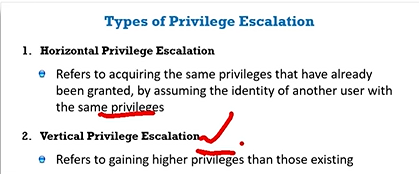 Types of Privilege Escalation
1. Horizontal Privilege Escalation
Refers to acquiring the same privileges that have already
been granted, by assuming the identity of another user with
the same privileges
2. Vertical Privilege Escalation
Refers to gaining higher privileges than those existing